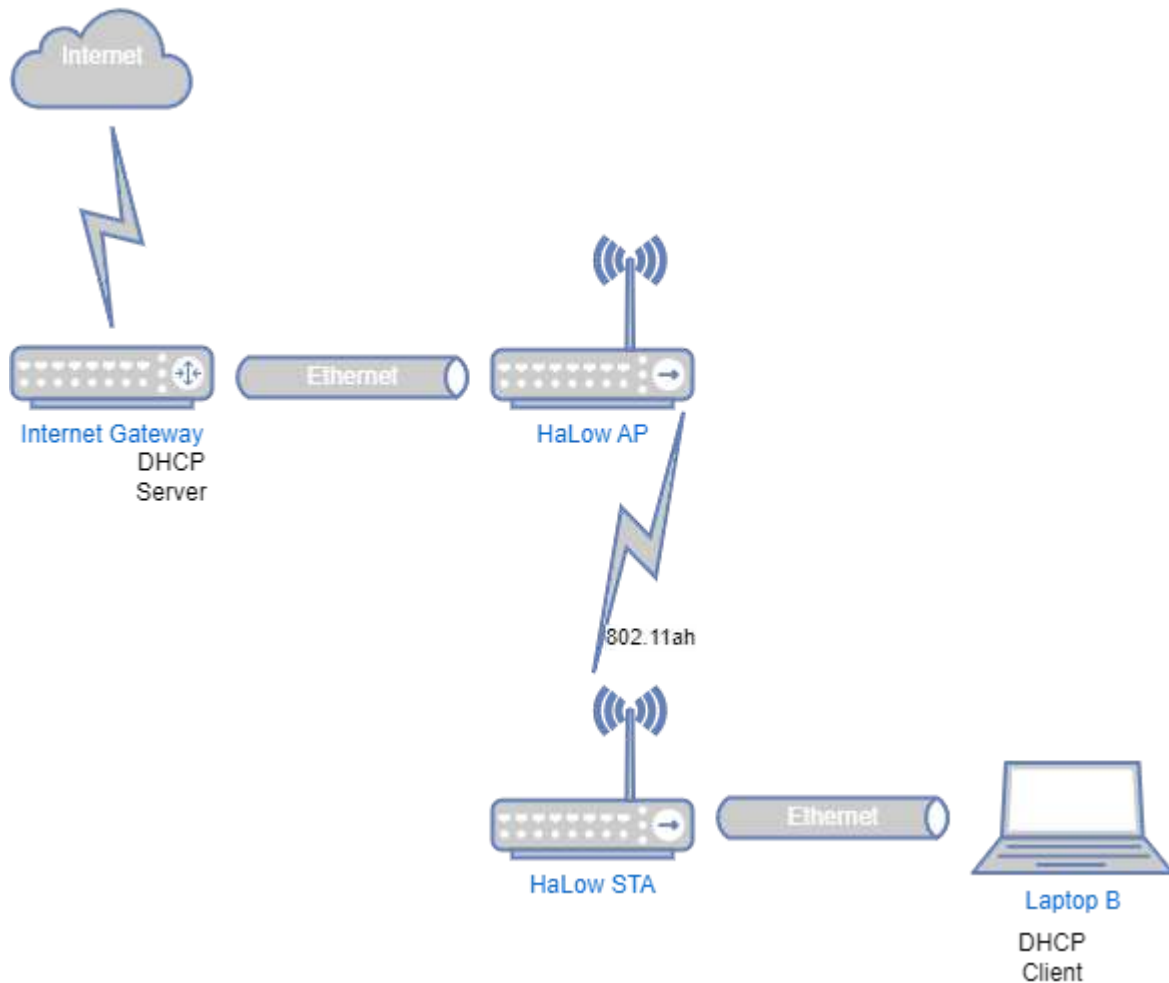 Internet
Ethernet
Internet Gateway
DHCP
Server
HaLow AP
802.11ah
HaLow STA
Ethernet
Laptop B
DHCP
Client